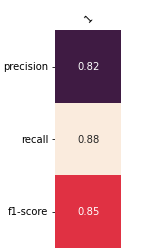 1
precision 0.82
recall 0.88
f1-score 0.85